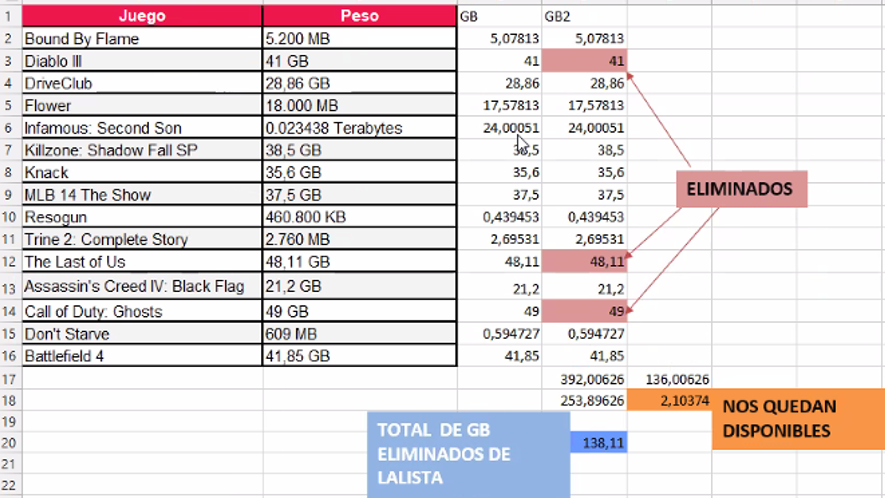 1 Juego Peso GB GB2
2 Bound By Flame 5.200 MB 5,07813 5,07813
3 Diablo III 41 GB 41 41
4 DriveClub 28,86 GB 28,86 28,86
5 Flower 18.000 MB 17,57813 17,57813
6 Infamous: Second Son 0.023438 Terabytes 24,00051 24,00051
7 Killzone: Shadow Fall SP 38,5 GB 38,5 38,5
8 Knack 35,6 GB 35,6 35,6
ELIMINADOS
9 MLB 14 The Show 37,5 GB 37,5 37,5
10 Resogun 460.800 KB 0,439453 0,439453
11 Trine 2: Complete Story 2.760 MB 2,69531 2,69531
12 The Last of Us 48,11 GB 48,11 48,11
13 Assassin's Creed IV: Black Flag 21,2 GB 21,2 21,2
14 Call of Duty: Ghosts 49 GB 49 49
15 Don't Starve 609 MB 0,594727 0,594727
16 Battlefield 4 41,85 GB 41,85 41,85
17 392,00626 136,00626
18 253,89626 2,10374
NOS QUEDAN
DISPONIBLES
19
TOTAL DE GB
20 138,11
ELIMINADOS DE
21
LALISTA
22